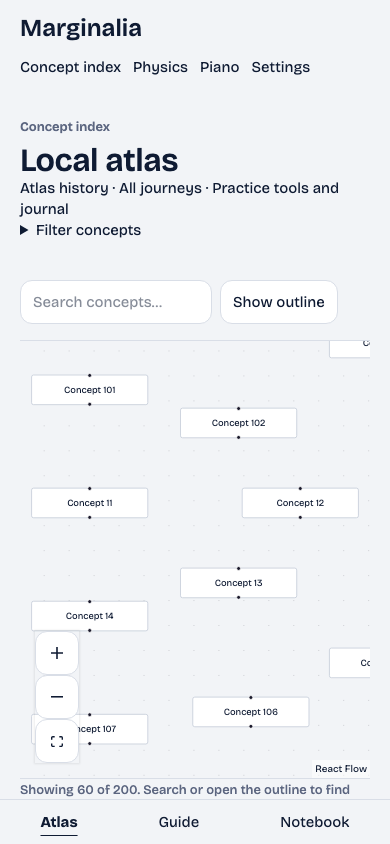 Marginalia
Concept index Physics Piano Settings
Concept index
Local atlas
Atlas history · All journeys · Practice tools and
journal
Filter concepts
Search concepts...
Show outline
Concept 101
Concept 102
Concept 11
Concept 12
Concept 13
Concept 14
Concept 106
React Flow
Showing 60 of 200. Search or open the outline to find
Atlas Guide Notebook